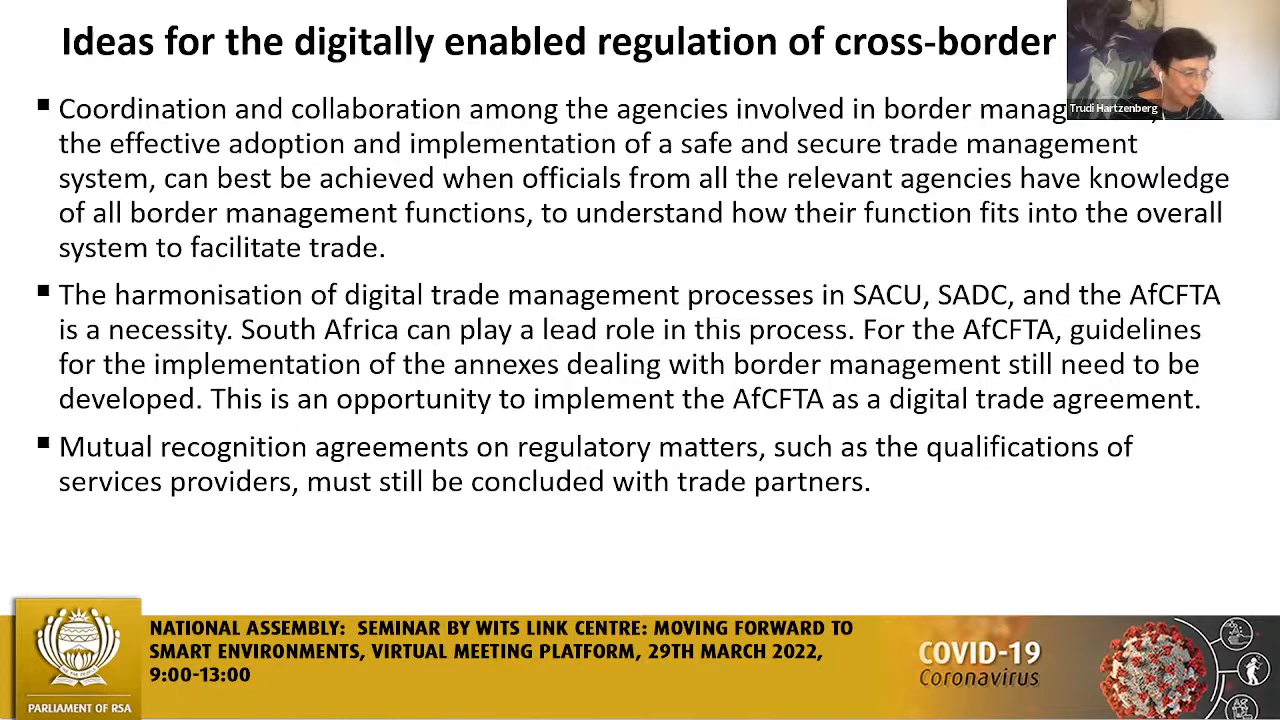 Ideas for the digitally enabled regulation of cross-border
Trudi Hartzenberg
▪ Coordination and collaboration among the agencies involved in border
the effective adoption and implementation of a safe and secure trade management
system, can best be achieved when officials from all the relevant agencies have knowledge
of all border management functions, to understand how their function fits into the overall
system to facilitate trade.
▪ The harmonisation of digital trade management processes in SACU, SADC, and the AfCFTA
is a necessity. South Africa can play a lead role in this process. For the AfCFTA, guidelines
for the implementation of the annexes dealing with border management still need to be
developed. This is an opportunity to implement the AfCFTA as a digital trade agreement.
▪ Mutual recognition agreements on regulatory matters, such as the qualifications of
services providers, must still be concluded with trade partners.
NATIONAL ASSEMBLY: SEMINAR BY WITS LINK CENTRE: MOVING FORWARD TO
SMART ENVIRONMENTS, VIRTUAL MEETING PLATFORM, 29TH MARCH 2022,
9:00-13:00
PARLIAMENT OF RSA
COVID-19
Coronavirus